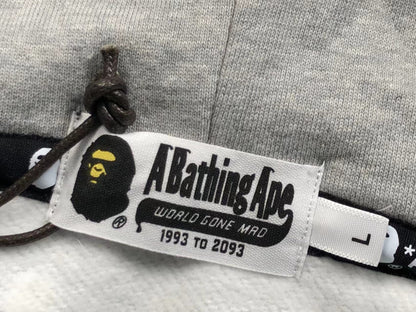 A Bathing Ape
WORLD GONE MAD
1993 TO 2093
®
L
*A